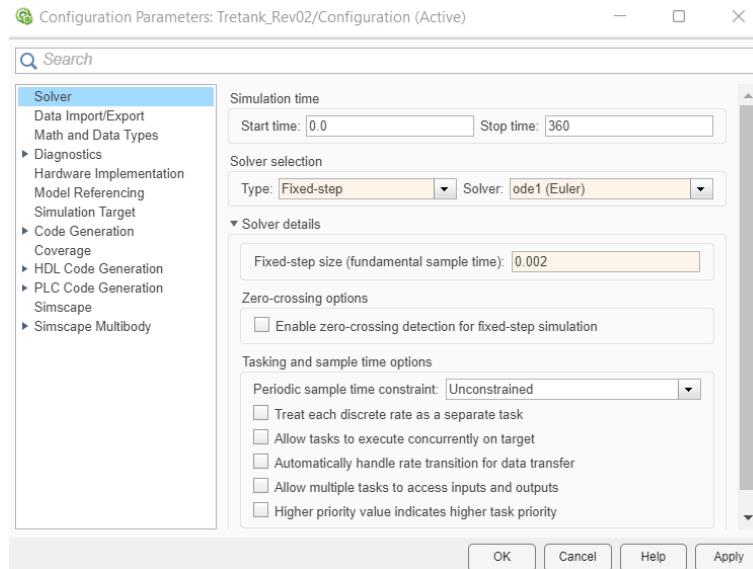 Configuration Parameters: Tretank_Rev02/Configuration (Active)
Search
Solver
Data Import/Export
Math and Data Types
Diagnostics
Hardware Implementation
Model Referencing
Simulation Target
Code Generation
Coverage
HDL Code Generation
PLC Code Generation
Simscape
Simscape Multibody
Simulation time
Start time: 0.0 Stop time: 360
Solver selection
Type: Fixed-step Solver: ode1 (Euler)
Solver details
Fixed-step size (fundamental sample time): 0.002
Zero-crossing options
Enable zero-crossing detection for fixed-step simulation
Tasking and sample time options
Periodic sample time constraint: Unconstrained
Treat each discrete rate as a separate task
Allow tasks to execute concurrently on target
Automatically handle rate transition for data transfer
Allow multiple tasks to access inputs and outputs
Higher priority value indicates higher task priority
OK Cancel Help Apply